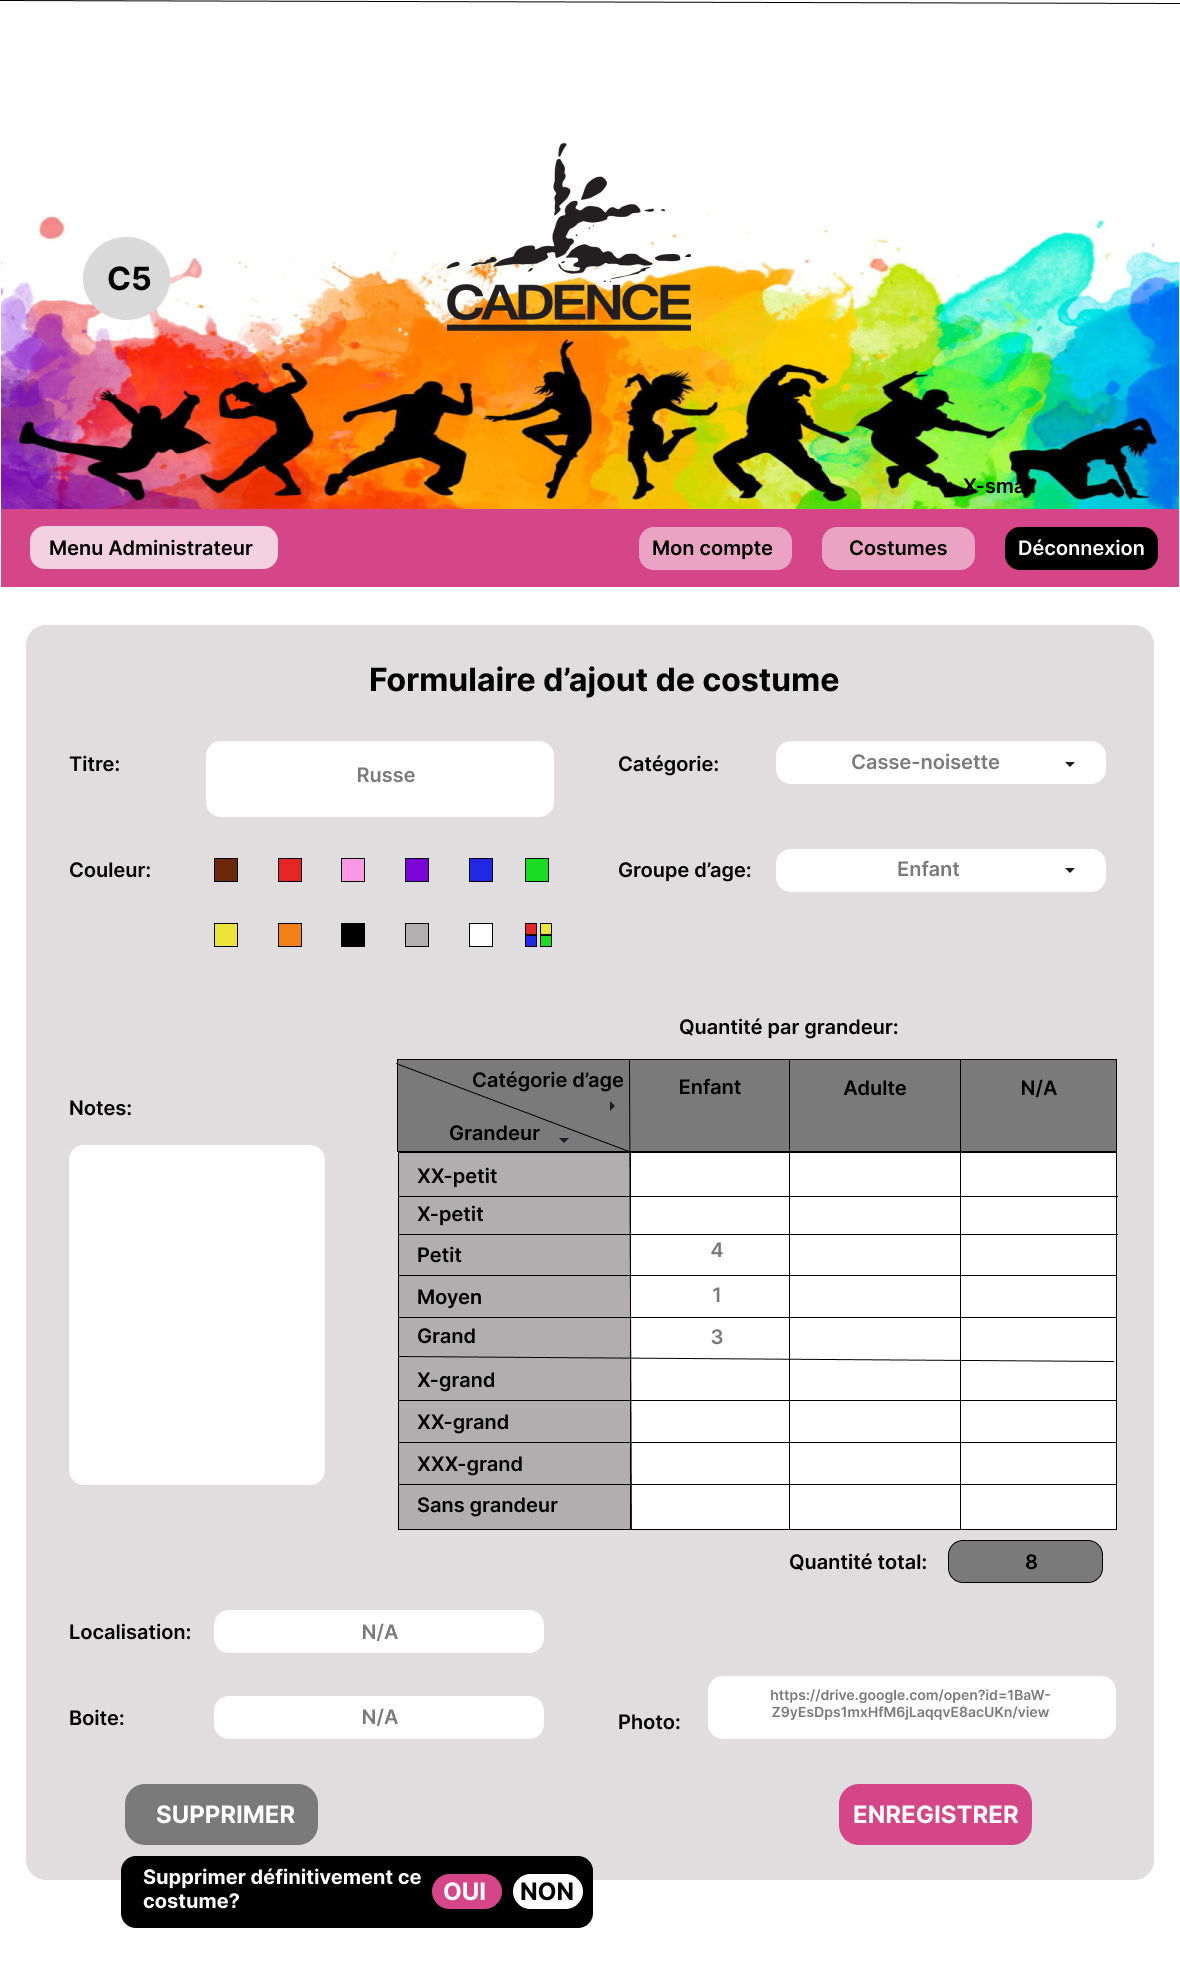 C5
CADENCE
X-small
Menu Administrateur
Mon compte
Costumes
Déconnexion
Formulaire d’ajout de costume
Titre:
Russe
Catégorie:
Casse-noisette
Couleur:
Groupe d’age:
Enfant
Quantité par grandeur:
Notes:
Catégorie d’age
Grandeur
Enfant
Adulte
N/A
XX-petit
X-petit
Petit
4
Moyen
1
Grand
3
X-grand
XX-grand
XXX-grand
Sans grandeur
Quantité total:
8
Localisation:
N/A
Boite:
N/A
Photo:
https://drive.google.com/open?id=1BaW-
Z9yEsDps1mxHfM6jLaqqvE8acUKn/view
SUPPRIMER
ENREGISTRER
Supprimer définitivement ce
costume?
OUI
NON